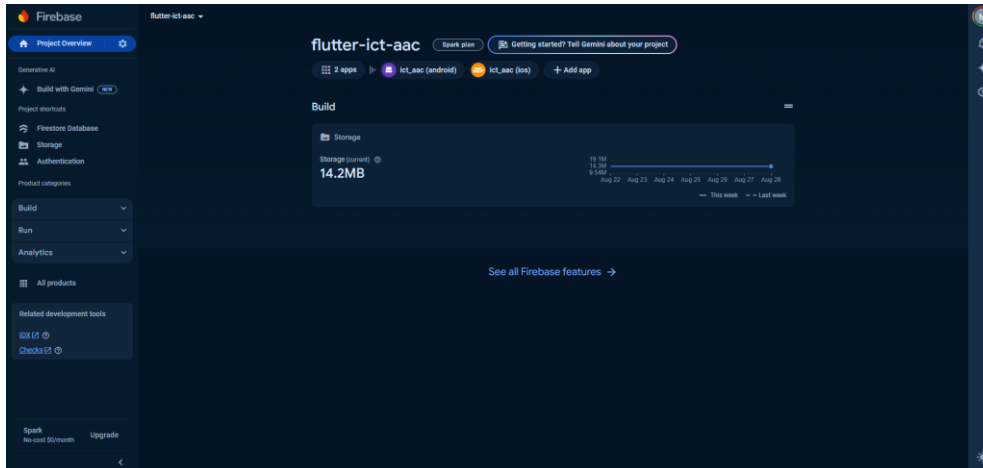 Firebase
flutter-ict-aac
Project Overview
Generative AI
Build with Gemini NEW
Project shortcuts
Firestore Database
Storage
Authentication
Product categories
Build
Run
Analytics
All products
Related development tools
IDX
Checks
Spark
No-cost $0/month
Upgrade
flutter-ict-aac Spark plan Getting started? Tell Gemini about your project
2 apps ict_aac (android) ict_aac (ios) + Add app
Build
Storage
Storage (current)
14.2MB
19.1M
14.3M
9.54M
Aug 22 Aug 23 Aug 24 Aug 25 Aug 26 Aug 27 Aug 28
This week Last week
See all Firebase features →